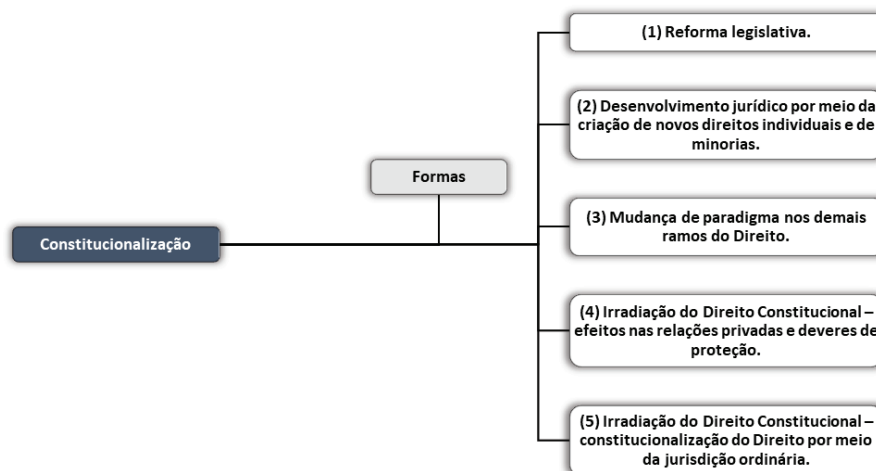 Constitucionalização
Formas
(1) Reforma legislativa.
(2) Desenvolvimento jurídico por meio da
criação de novos direitos individuais e de
minorias.
(3) Mudança de paradigma nos demais
ramos do Direito.
(4) Irradiação do Direito Constitucional –
efeitos nas relações privadas e deveres de
proteção.
(5) Irradiação do Direito Constitucional –
constitucionalização do Direito por meio
da jurisdição ordinária.